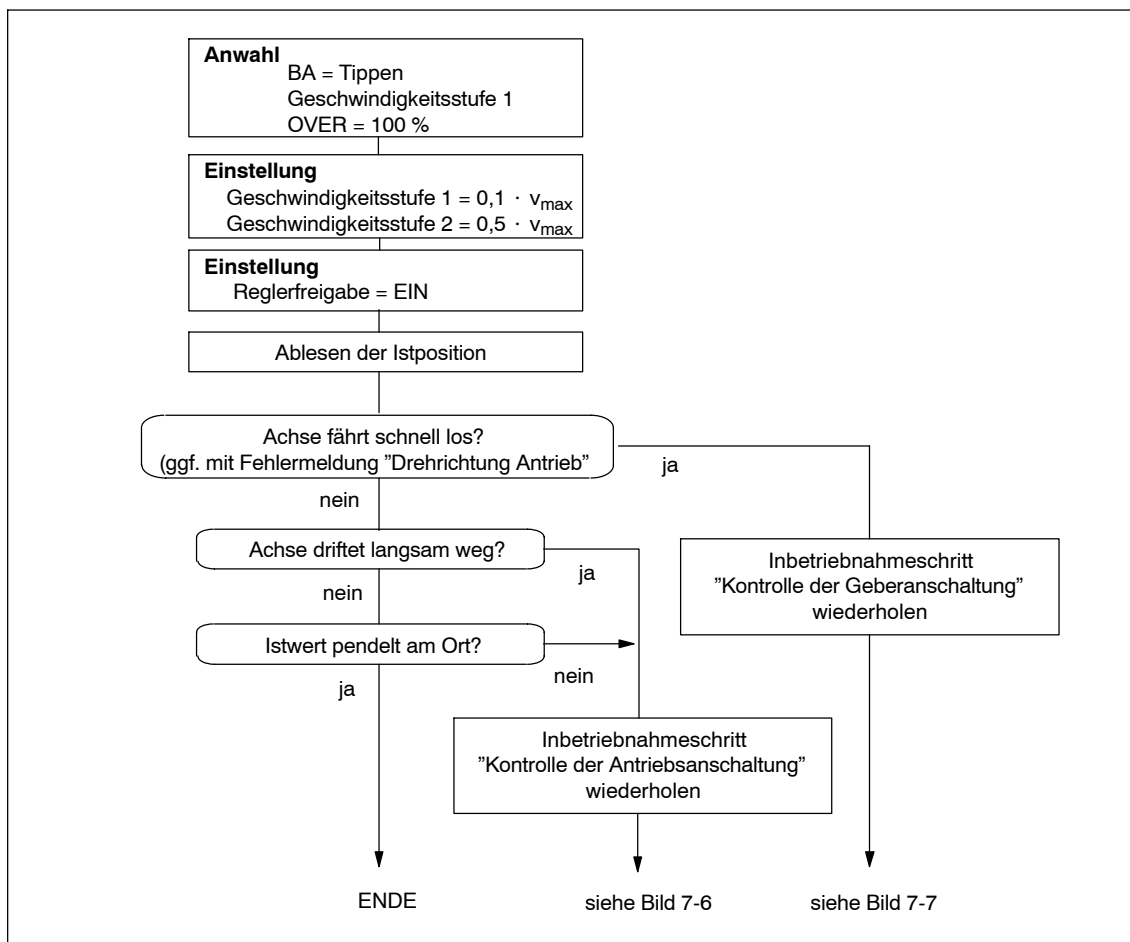 Anwahl
BA = Tippen
Geschwindigkeitsstufe 1
OVER = 100 %
Einstellung
Geschwindigkeitsstufe 1 = 0,1 · vmax
Geschwindigkeitsstufe 2 = 0,5 · vmax
Einstellung
Reglerfreigabe = EIN
Ablesen der Istposition
Achse fährt schnell los?
(ggf. mit Fehlermeldung ”Drehrichtung Antrieb”
ja
nein
Achse driftet langsam weg?
ja
nein
Inbetriebnahmeschritt
”Kontrolle der Geberanschaltung”
wiederholen
Istwert pendelt am Ort?
nein
ja
Inbetriebnahmeschritt
”Kontrolle der Antriebsanschaltung”
wiederholen
ENDE
siehe Bild 7-6
siehe Bild 7-7